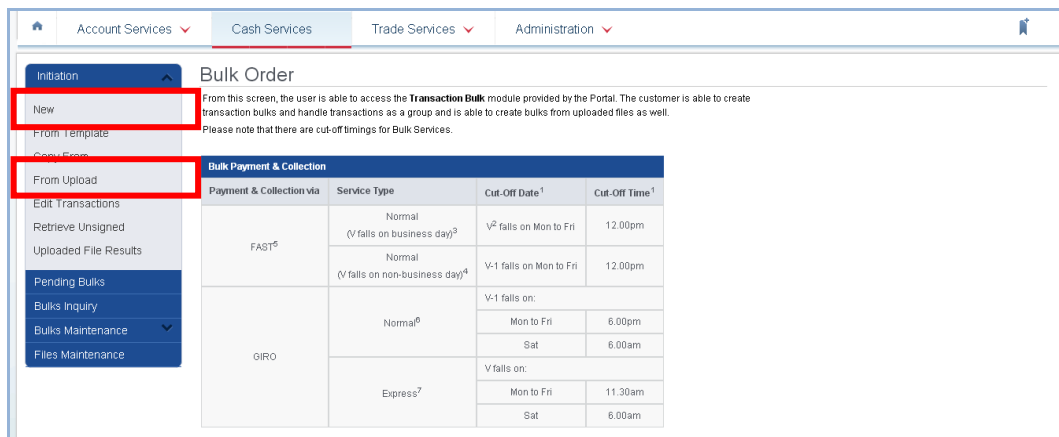 Account Services Cash Services Trade Services Administration
Initiation
New
From Template
Copy From
From Upload
Edit Transactions
Retrieve Unsigned
Uploaded File Results
Pending Bulks
Bulks Inquiry
Bulks Maintenance
Files Maintenance
Bulk Order
From this screen, the user is able to access the Transaction Bulk module provided by the Portal. The customer is able to create
transaction bulks and handle transactions as a group and is able to create bulks from uploaded files as well.
Please note that there are cut-off timings for Bulk Services.
Bulk Payment & Collection
Payment & Collection via Service Type Cut-Off Date1 Cut-Off Time1
FAST5
Normal
(V falls on business day)3
V2 falls on Mon to Fri 12.00pm
Normal
(V falls on non-business day)4
V-1 falls on Mon to Fri 12.00pm
GIRO
Normal6
V-1 falls on:
Mon to Fri 6.00pm
Sat 6.00am
Express7
V falls on:
Mon to Fri 11.30am
Sat 6.00am